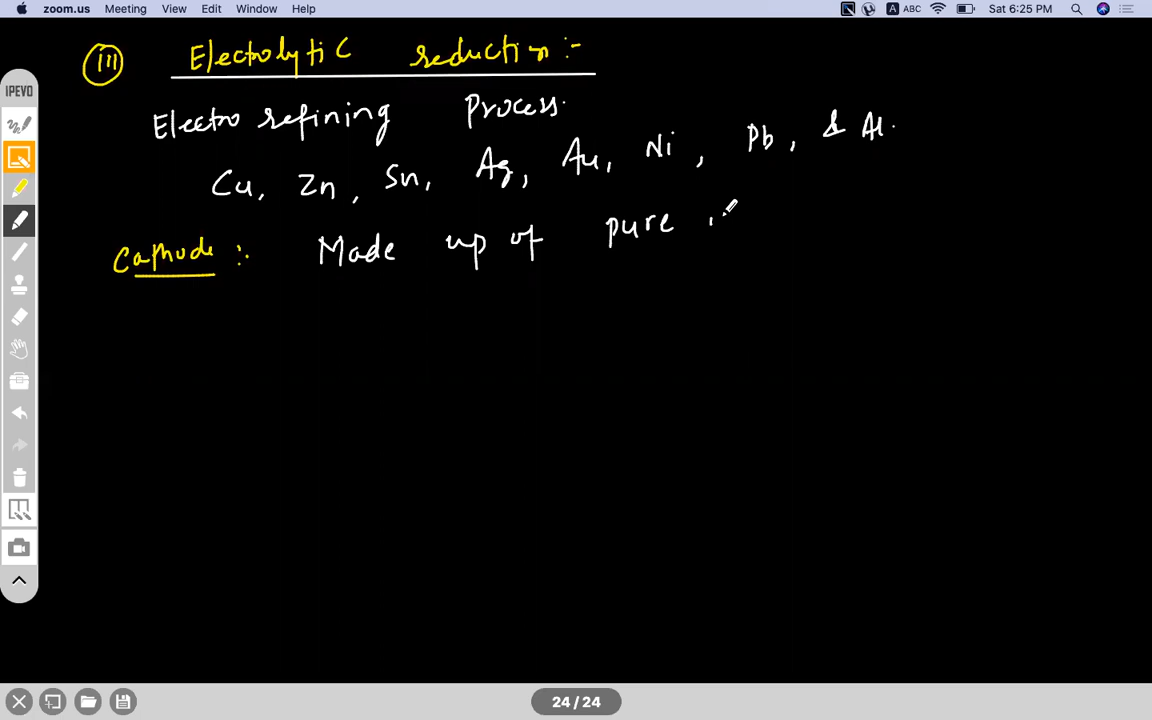 zoom.us Meeting View Edit Window Help A ABC Sat 6:25 PM
(iii) Electrolytic reduction :-
IPEVO
Electro refining Process.
Cu, Zn, Sn, Ag, Au, Ni, Pb, & Al.
Cathode :. Made up of pure
24 / 24